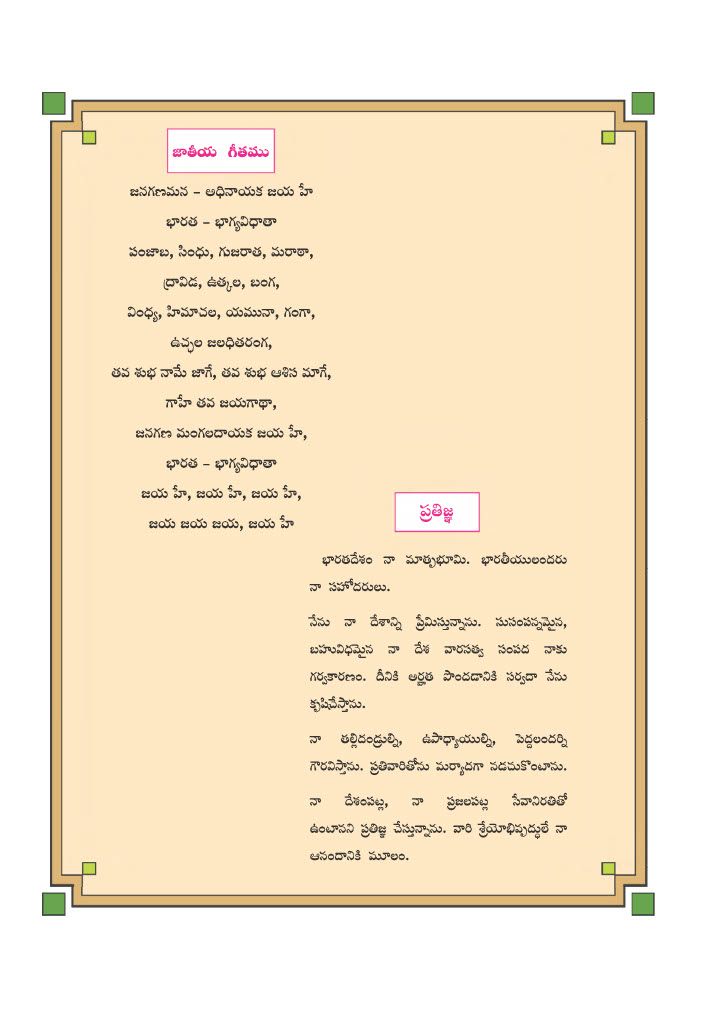 జాతీయ గీతము
జనగణమన – అధినాయక జయ హే
భారత – భాగ్యవిధాతా
పంజాబ, సింధు, గుజరాత, మరాఠా,
ద్రావిడ, ఉత్కల, బంగ,
వింధ్య, హిమాచల, యమునా, గంగా,
ఉచ్ఛల జలధితరంగ,
తవ శుభ నామే జాగే, తవ శుభ ఆశిస మాగే,
గాహే తవ జయగాథా,
జనగణ మంగలదాయక జయ హే,
భారత – భాగ్యవిధాతా
జయ హే, జయ హే, జయ హే,
జయ జయ జయ, జయ హే
ప్రతిజ్ఞ
భారతదేశం నా మాతృభూమి. భారతీయులందరు
నా సహోదరులు.
నేను నా దేశాన్ని ప్రేమిస్తున్నాను. సుసంపన్నమైన,
బహువిధమైన నా దేశ వారసత్వ సంపద నాకు
గర్వకారణం. దీనికి అర్హత పొందడానికి సర్వదా నేను
కృషిచేస్తాను.
నా తల్లిదండ్రుల్ని, ఉపాధ్యాయుల్ని, పెద్దలందర్ని
గౌరవిస్తాను. ప్రతివారితోను మర్యాదగా నడచుకొంటాను.
నా దేశంపట్ల, నా ప్రజలపట్ల సేవానిరతితో
ఉంటానని ప్రతిజ్ఞ చేస్తున్నాను. వారి శ్రేయోభివృద్ధులే నా
ఆనందానికి మూలం.